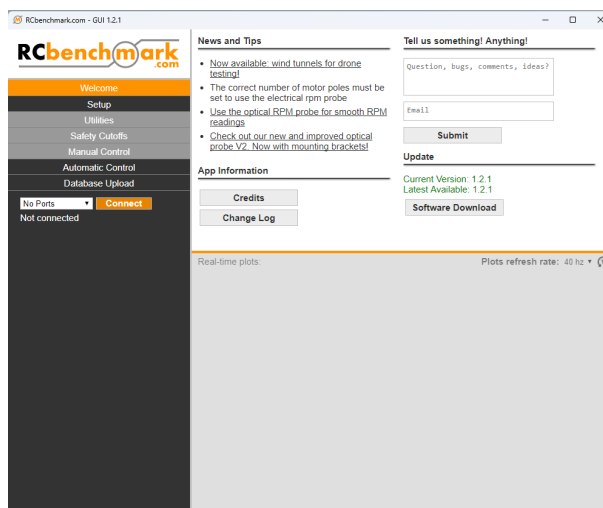 RCbenchmark.com - GUI 1.2.1
RCbenchmark
.com
Welcome
Setup
Utilities
Safety Cutoffs
Manual Control
Automatic Control
Database Upload
No Ports
Connect
Not connected
News and Tips
Now available: wind tunnels for drone
testing!
The correct number of motor poles must be
set to use the electrical rpm probe
Use the optical RPM probe for smooth RPM
readings
Check out our new and improved optical
probe V2. Now with mounting brackets!
App Information
Credits
Change Log
Tell us something! Anything!
Question, bugs, comments, ideas?
Email
Submit
Update
Current Version: 1.2.1
Latest Available: 1.2.1
Software Download
Real-time plots:
Plots refresh rate: 40 hz